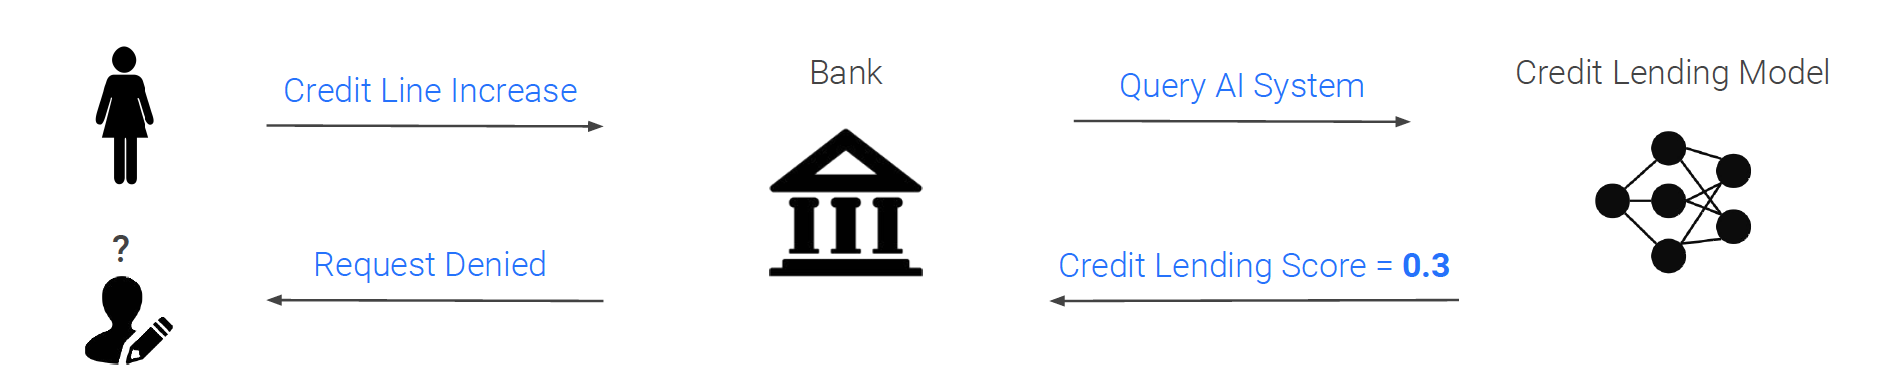 Credit Line Increase
Bank
Query AI System
Credit Lending Model
?
Request Denied
Credit Lending Score = 0.3